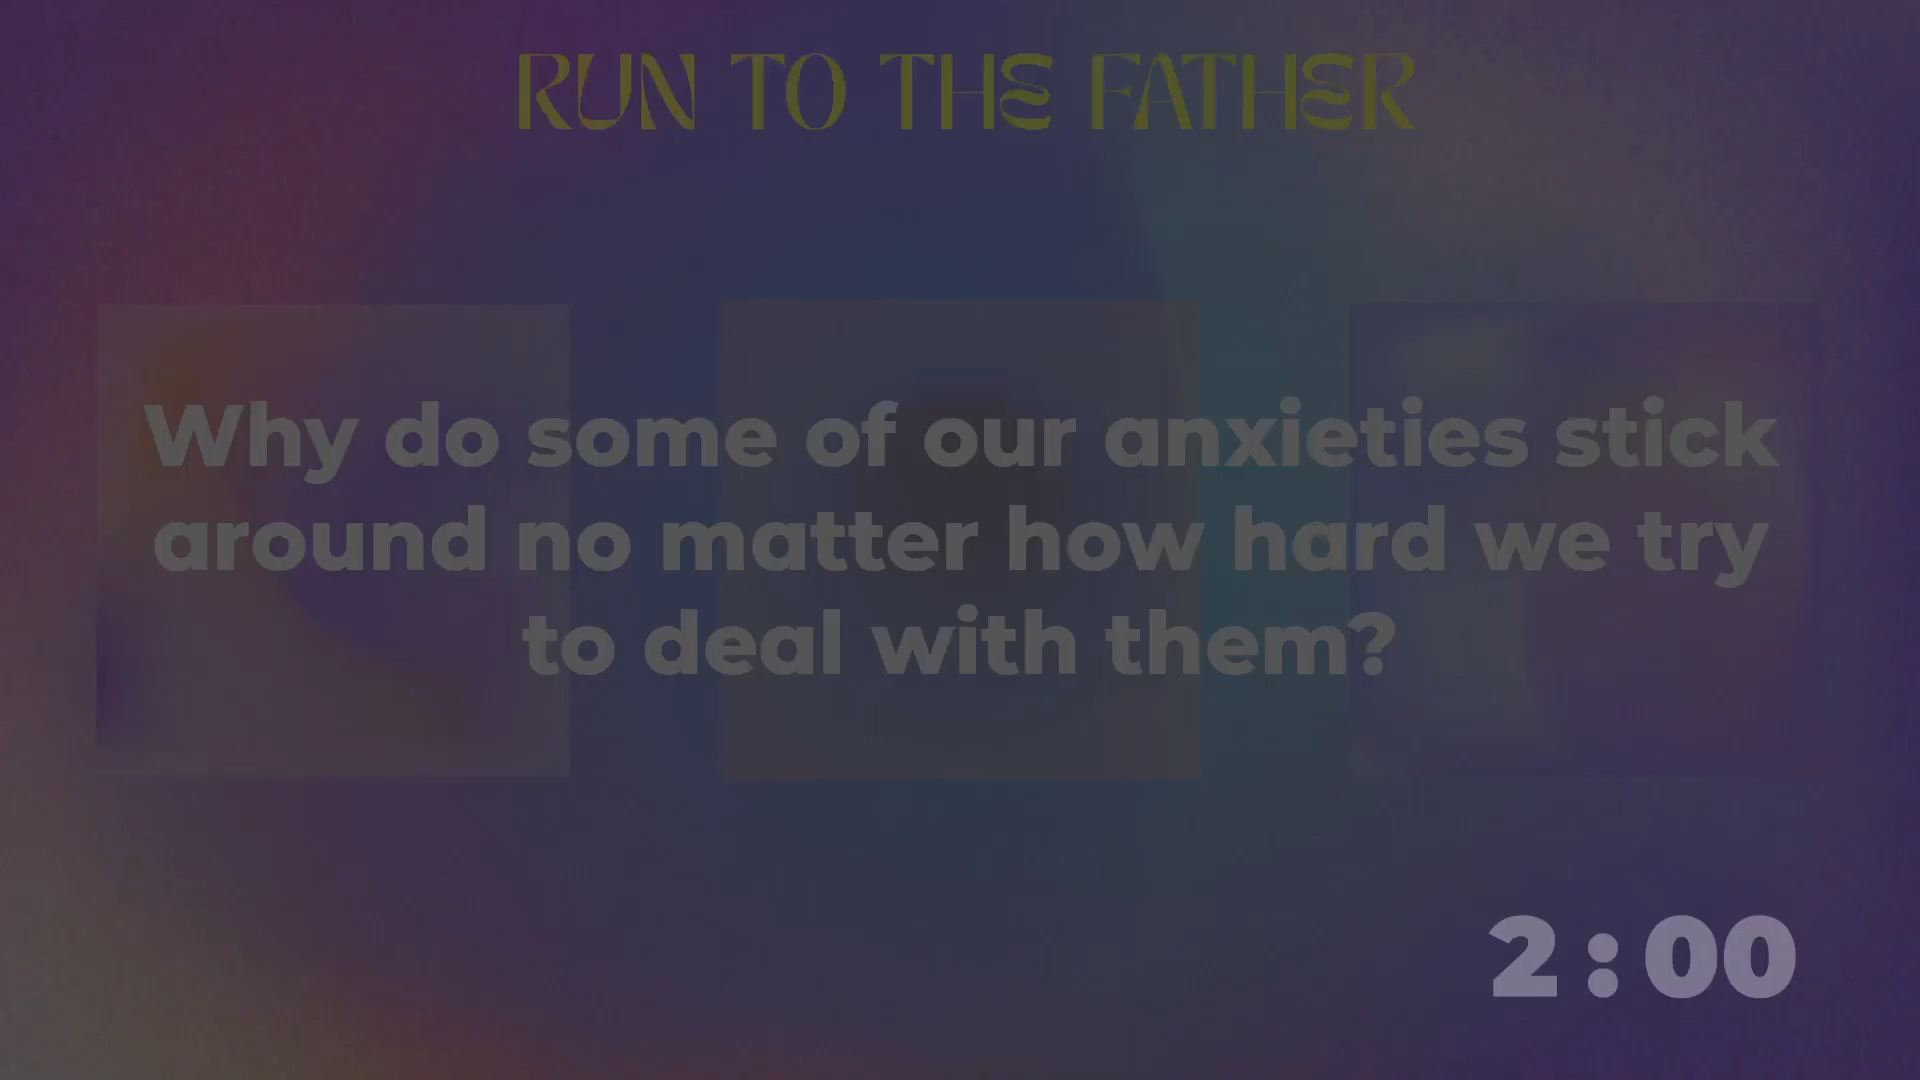 RUN TO THE FATHER
Why do some of our anxieties stick
around no matter how hard we try
to deal with them?
2:00